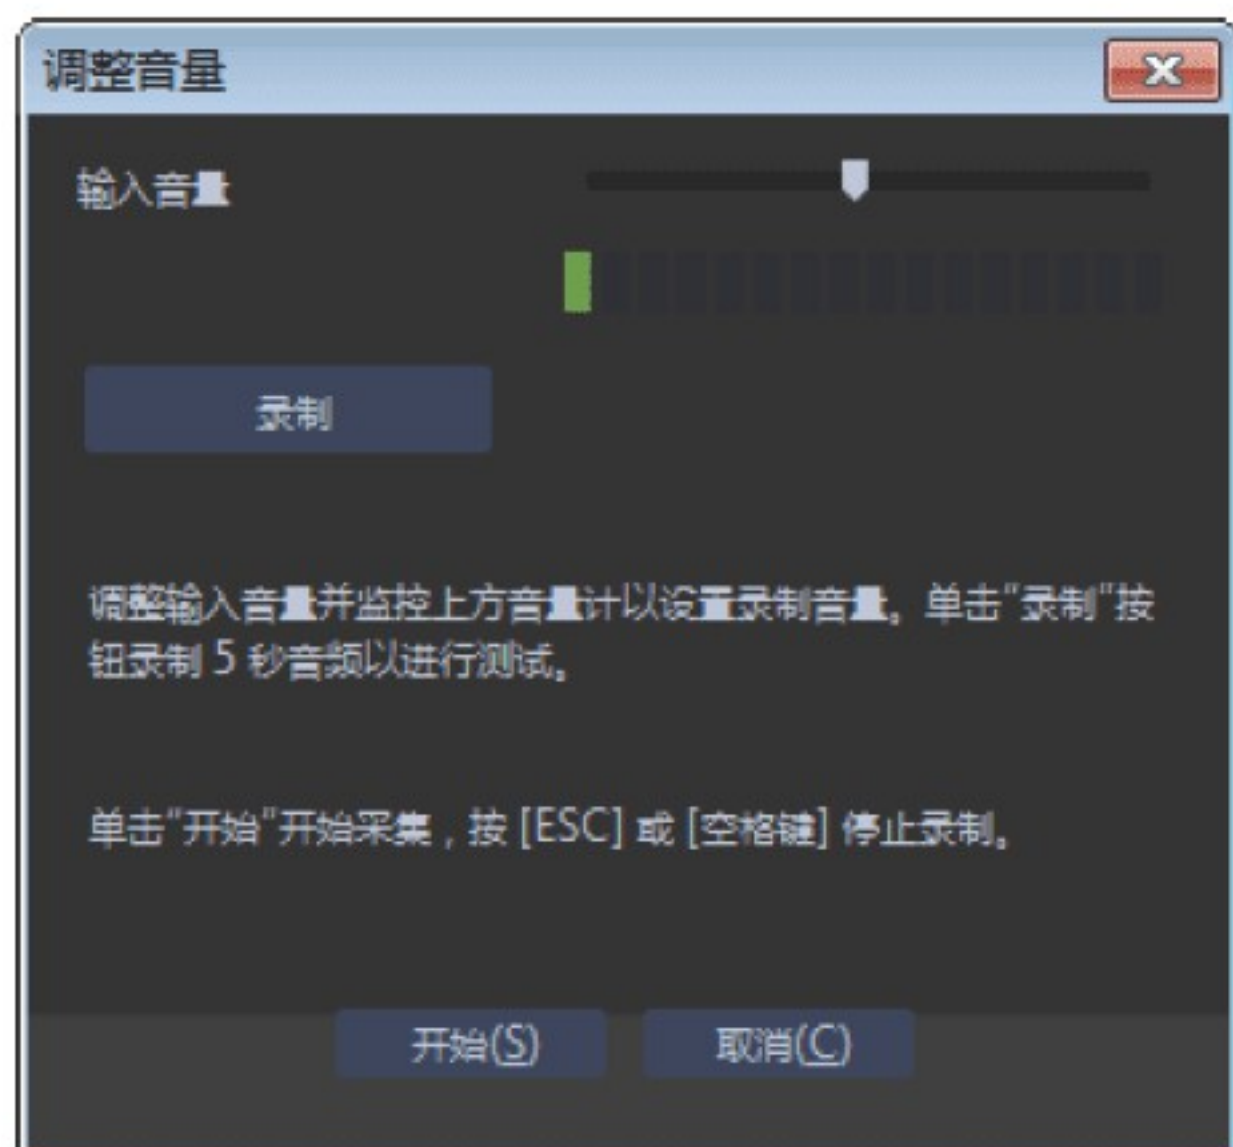 调整音量
输入音量
录制
调整输入音量并监控上方音量计以设置录制音量。单击"录制"按
钮录制 5 秒音频以进行测试。
单击"开始"开始采集，按 [ESC] 或 [空格键] 停止录制。
开始(S) 取消(C)